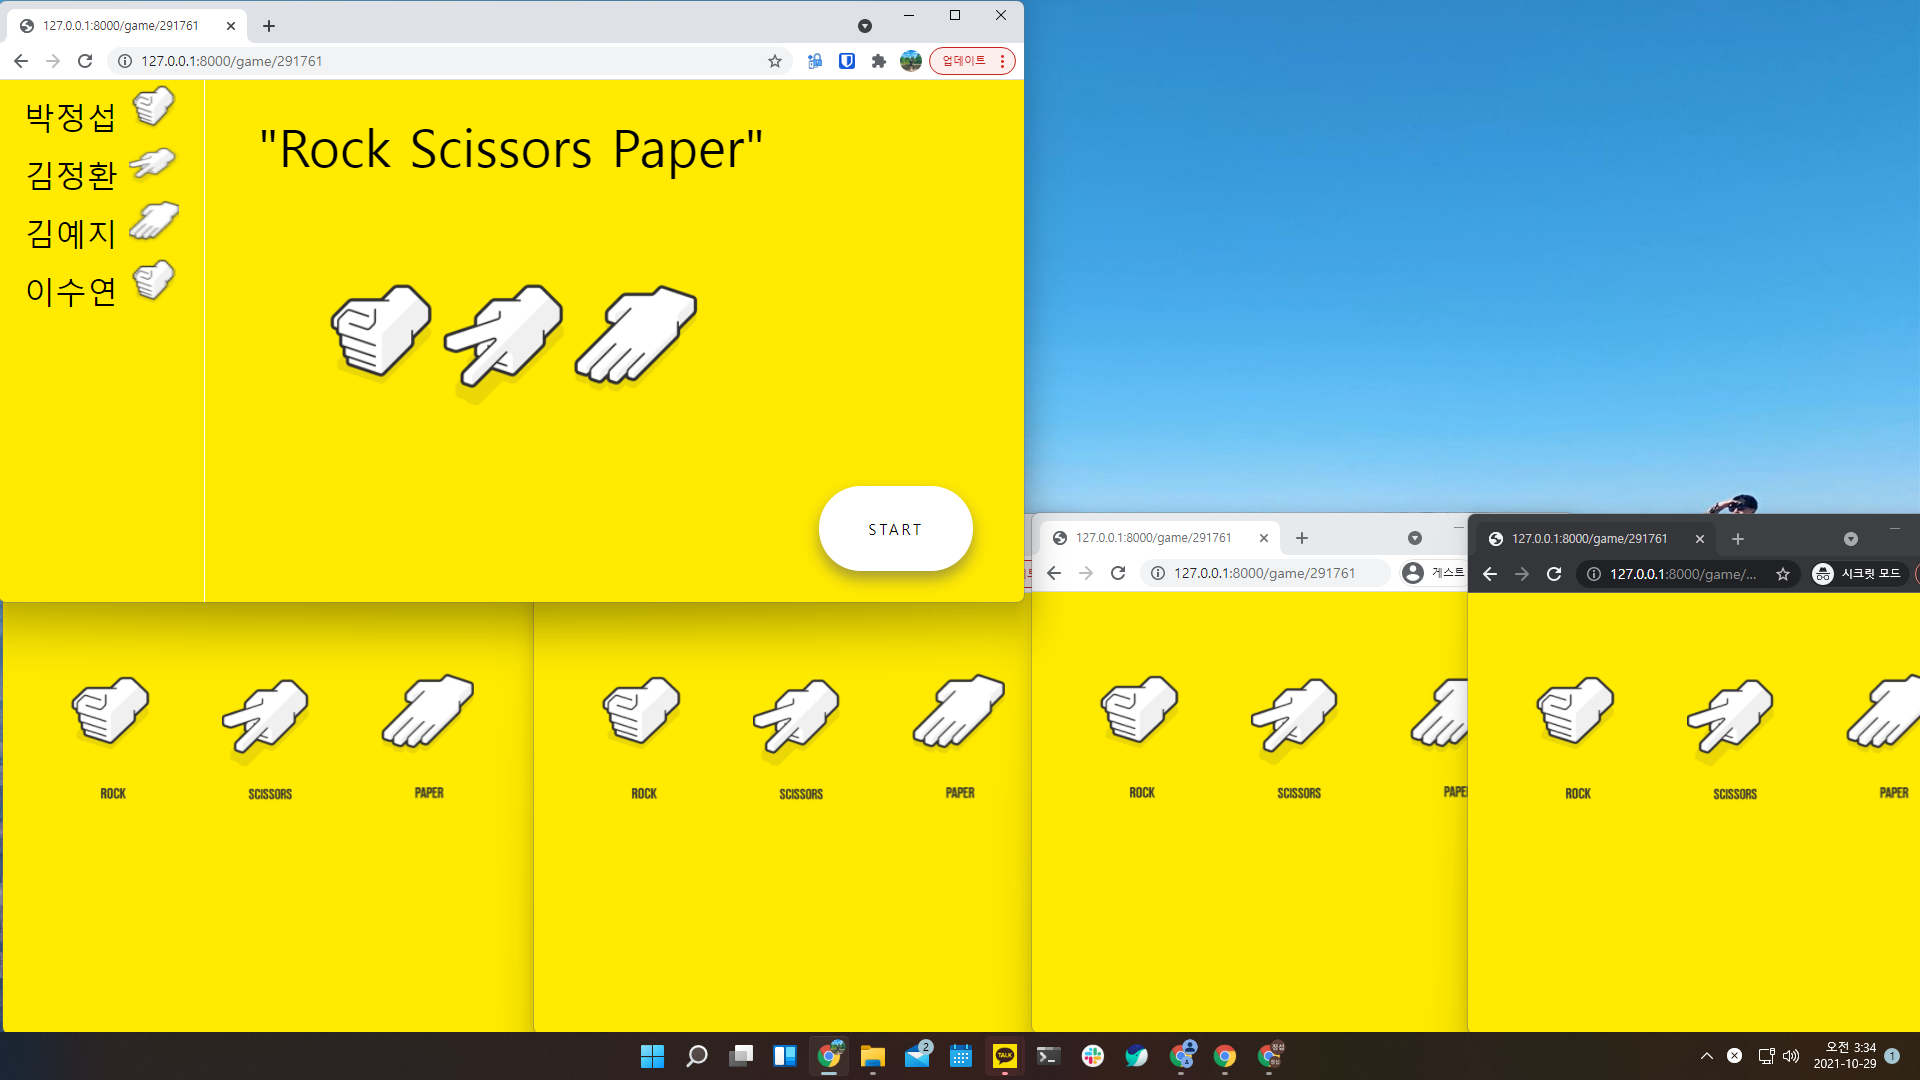 127.0.0.1:8000/game/291761
127.0.0.1:8000/game/291761
업데이트
박정섭
김정환
김예지
이수연
"Rock Scissors Paper"
START
127.0.0.1:8000/game/291761
127.0.0.1:8000/game/291761
게스트
127.0.0.1:8000/game/291761
127.0.0.1:8000/game/...
시크릿 모드
ROCK
SCISSORS
PAPER
ROCK
SCISSORS
PAPER
ROCK
SCISSORS
ROCK
SCISSORS
PAPER
2
TALK
정섭
오전 3:34
2021-10-29
1